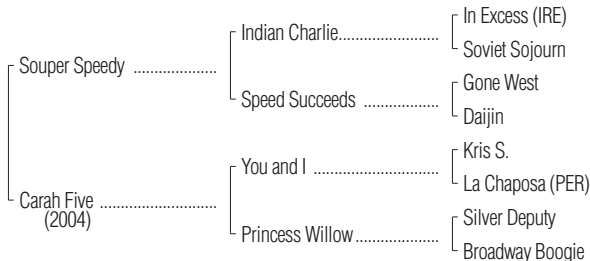 In Excess (IRE)
Indian Charlie.......................
Soviet Sojourn
Souper Speedy ....................
Gone West
Speed Succeeds ..................
Daijin
Kris S.
You and I ..............................
La Chaposa (PER)
Carah Five ............................
(2004)
Silver Deputy
Princess Willow....................
Broadway Boogie